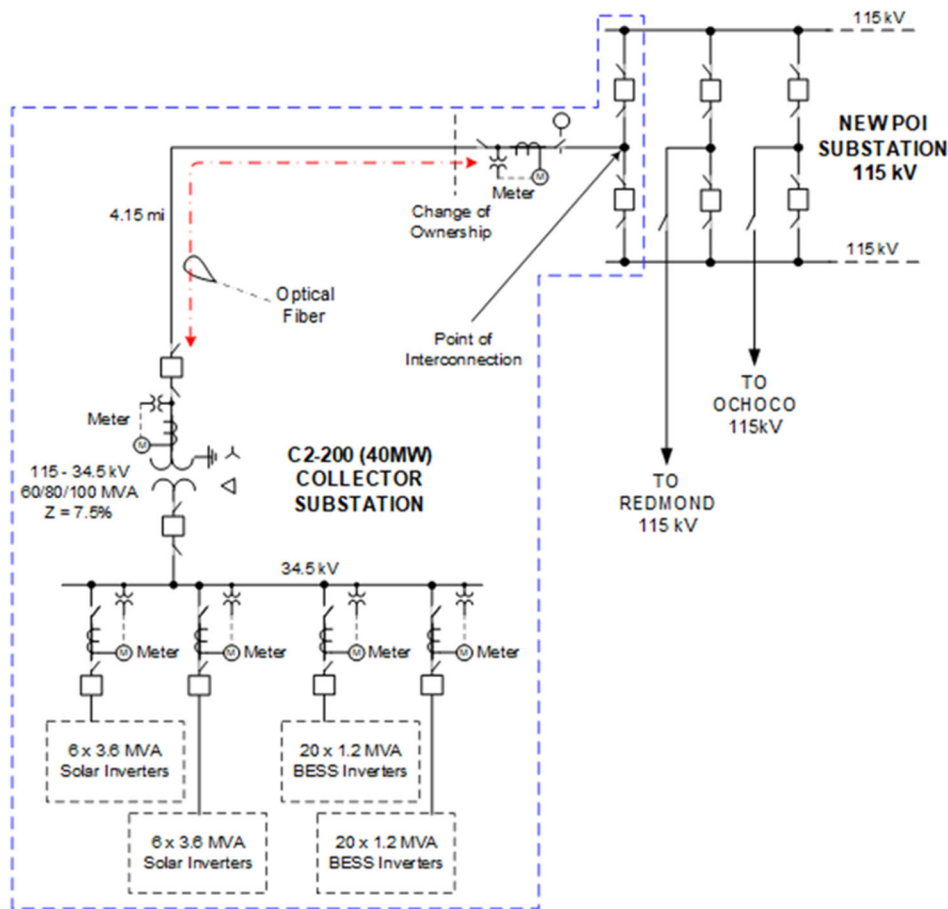 115 kV
NEW POI
SUBSTATION
115 kV
115 kV
M
Meter
Change of
Ownership
4.15 mi
Optical
Fiber
Point of
Interconnection
TO
OCHOCO
115kV
TO
REDMOND
115 kV
Meter
M
115 - 34.5 kV
60/80/100 MVA
Z = 7.5%
C2-200 (40MW)
COLLECTOR
SUBSTATION
34.5 kV
M Meter
M Meter
M Meter
M Meter
6 x 3.6 MVA
Solar Inverters
20 x 1.2 MVA
BESS Inverters
6 x 3.6 MVA
Solar Inverters
20 x 1.2 MVA
BESS Inverters